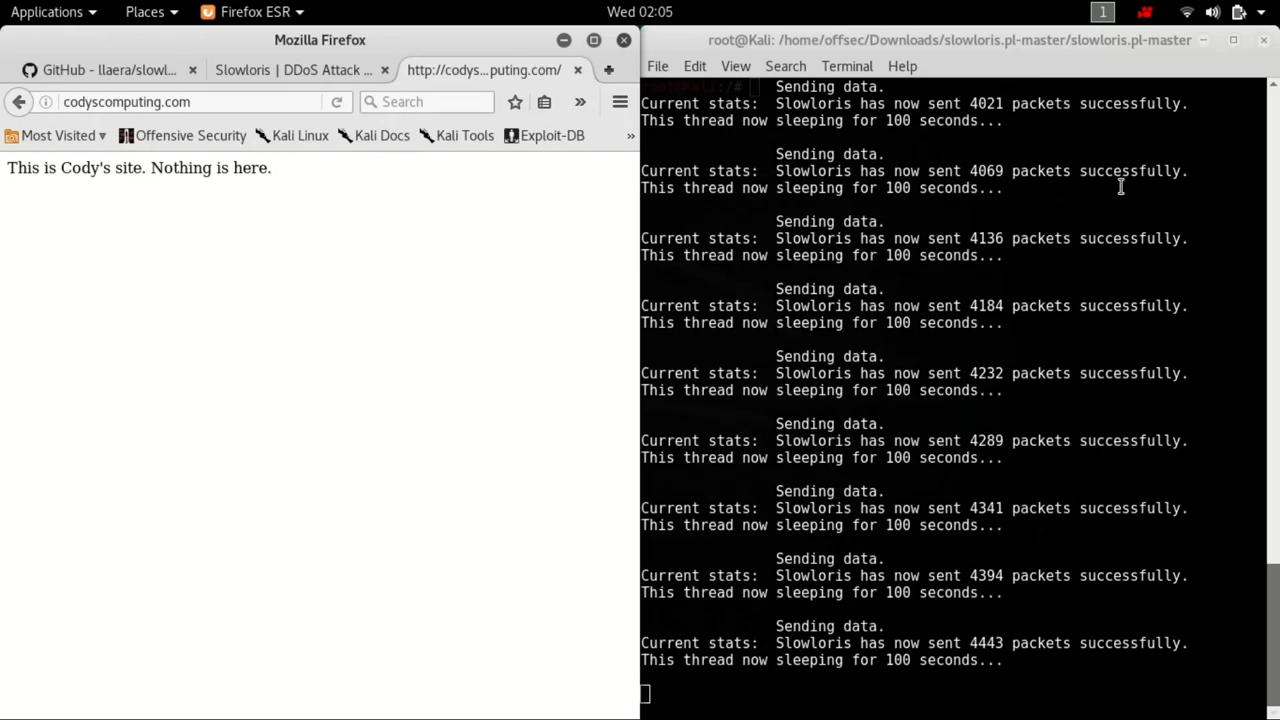 Applications Places Firefox ESR Wed 02:05 1
Mozilla Firefox
GitHub - llaera/slowl... Slowloris | DDoS Attack ... http://codys...puting.com/
codyscomputing.com Search
Most Visited Offensive Security Kali Linux Kali Docs Kali Tools Exploit-DB »
This is Cody's site. Nothing is here.
root@Kali: /home/offsec/Downloads/slowloris.pl-master/slowloris.pl-master
File Edit View Search Terminal Help
Sending data.
Current stats: Slowloris has now sent 4021 packets successfully.
This thread now sleeping for 100 seconds...
Sending data.
Current stats: Slowloris has now sent 4069 packets successfully.
This thread now sleeping for 100 seconds...
Sending data.
Current stats: Slowloris has now sent 4136 packets successfully.
This thread now sleeping for 100 seconds...
Sending data.
Current stats: Slowloris has now sent 4184 packets successfully.
This thread now sleeping for 100 seconds...
Sending data.
Current stats: Slowloris has now sent 4232 packets successfully.
This thread now sleeping for 100 seconds...
Sending data.
Current stats: Slowloris has now sent 4289 packets successfully.
This thread now sleeping for 100 seconds...
Sending data.
Current stats: Slowloris has now sent 4341 packets successfully.
This thread now sleeping for 100 seconds...
Sending data.
Current stats: Slowloris has now sent 4394 packets successfully.
This thread now sleeping for 100 seconds...
Sending data.
Current stats: Slowloris has now sent 4443 packets successfully.
This thread now sleeping for 100 seconds...